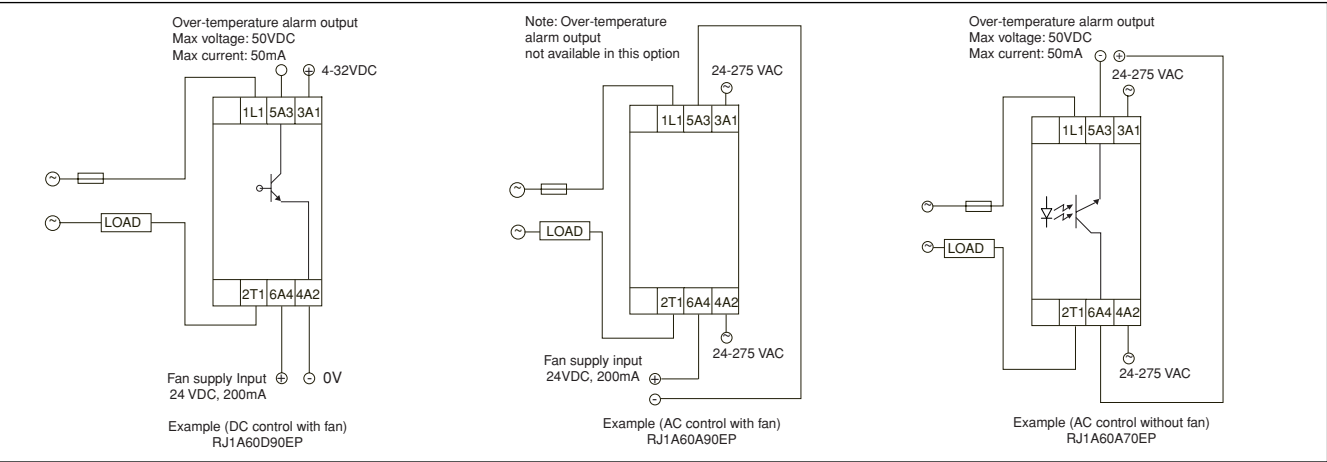 Over-temperature alarm output
Max voltage: 50VDC
Max current: 50mA
4-32VDC
1L1 5A3 3A1
LOAD
2T1 6A4 4A2
Fan supply Input
24 VDC, 200mA
0V
Example (DC control with fan)
RJ1A60D90EP
Note: Over-temperature
alarm output
not available in this option
24-275 VAC
1L1 5A3 3A1
LOAD
2T1 6A4 4A2
24-275 VAC
Fan supply input
24VDC, 200mA
Example (AC control with fan)
RJ1A60A90EP
Over-temperature alarm output
Max voltage: 50VDC
Max current: 50mA
24-275 VAC
1L1 5A3 3A1
LOAD
2T1 6A4 4A2
24-275 VAC
Example (AC control without fan)
RJ1A60A70EP